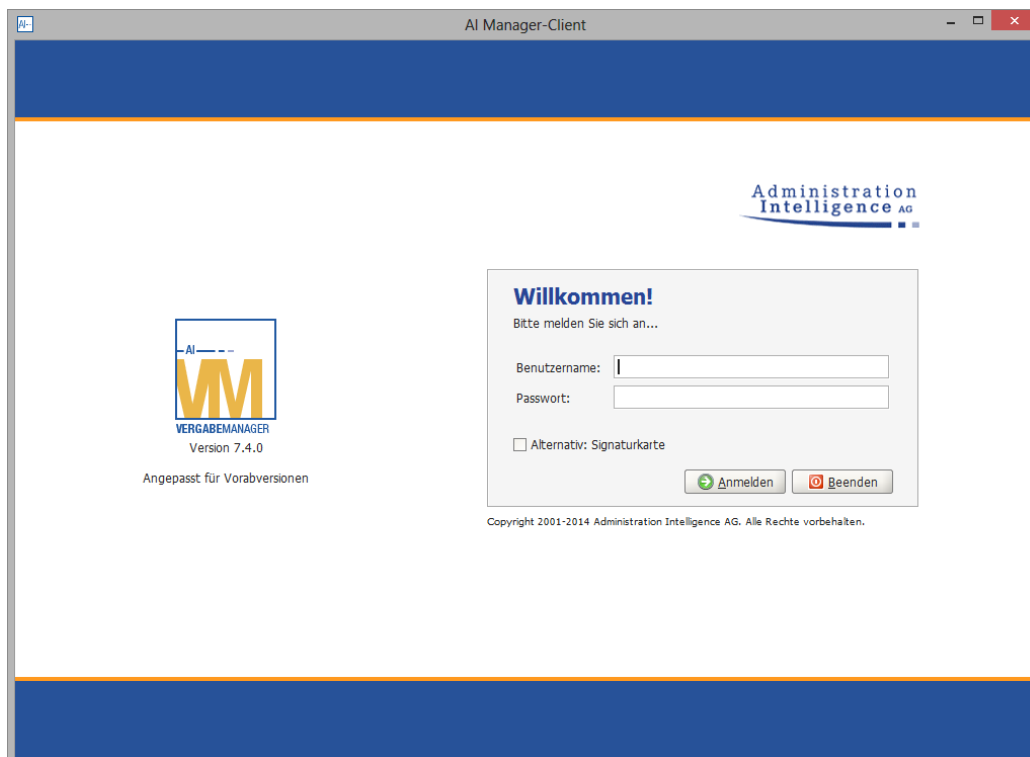 AI
AI Manager-Client
Administration
Intelligence AG
Willkommen!
Bitte melden Sie sich an...
Benutzername:
Passwort:
Alternativ: Signaturkarte
Anmelden
Beenden
Copyright 2001-2014 Administration Intelligence AG. Alle Rechte vorbehalten.
AI
VM
VERGABEMANAGER
Version 7.4.0
Angepasst für Vorabversionen